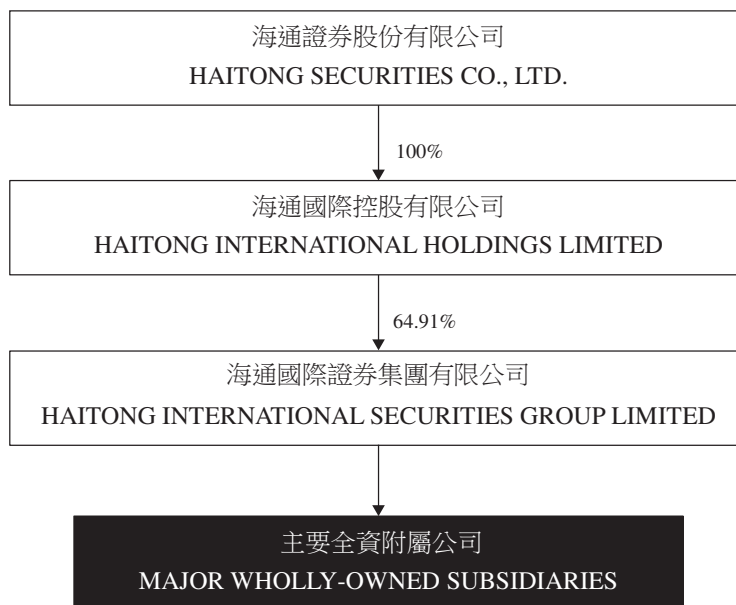 海通證券股份有限公司
HAITONG SECURITIES CO., LTD.
100%
海通國際控股有限公司
HAITONG INTERNATIONAL HOLDINGS LIMITED
64.91%
海通國際證券集團有限公司
HAITONG INTERNATIONAL SECURITIES GROUP LIMITED
主要全資附屬公司
MAJOR WHOLLY-OWNED SUBSIDIARIES